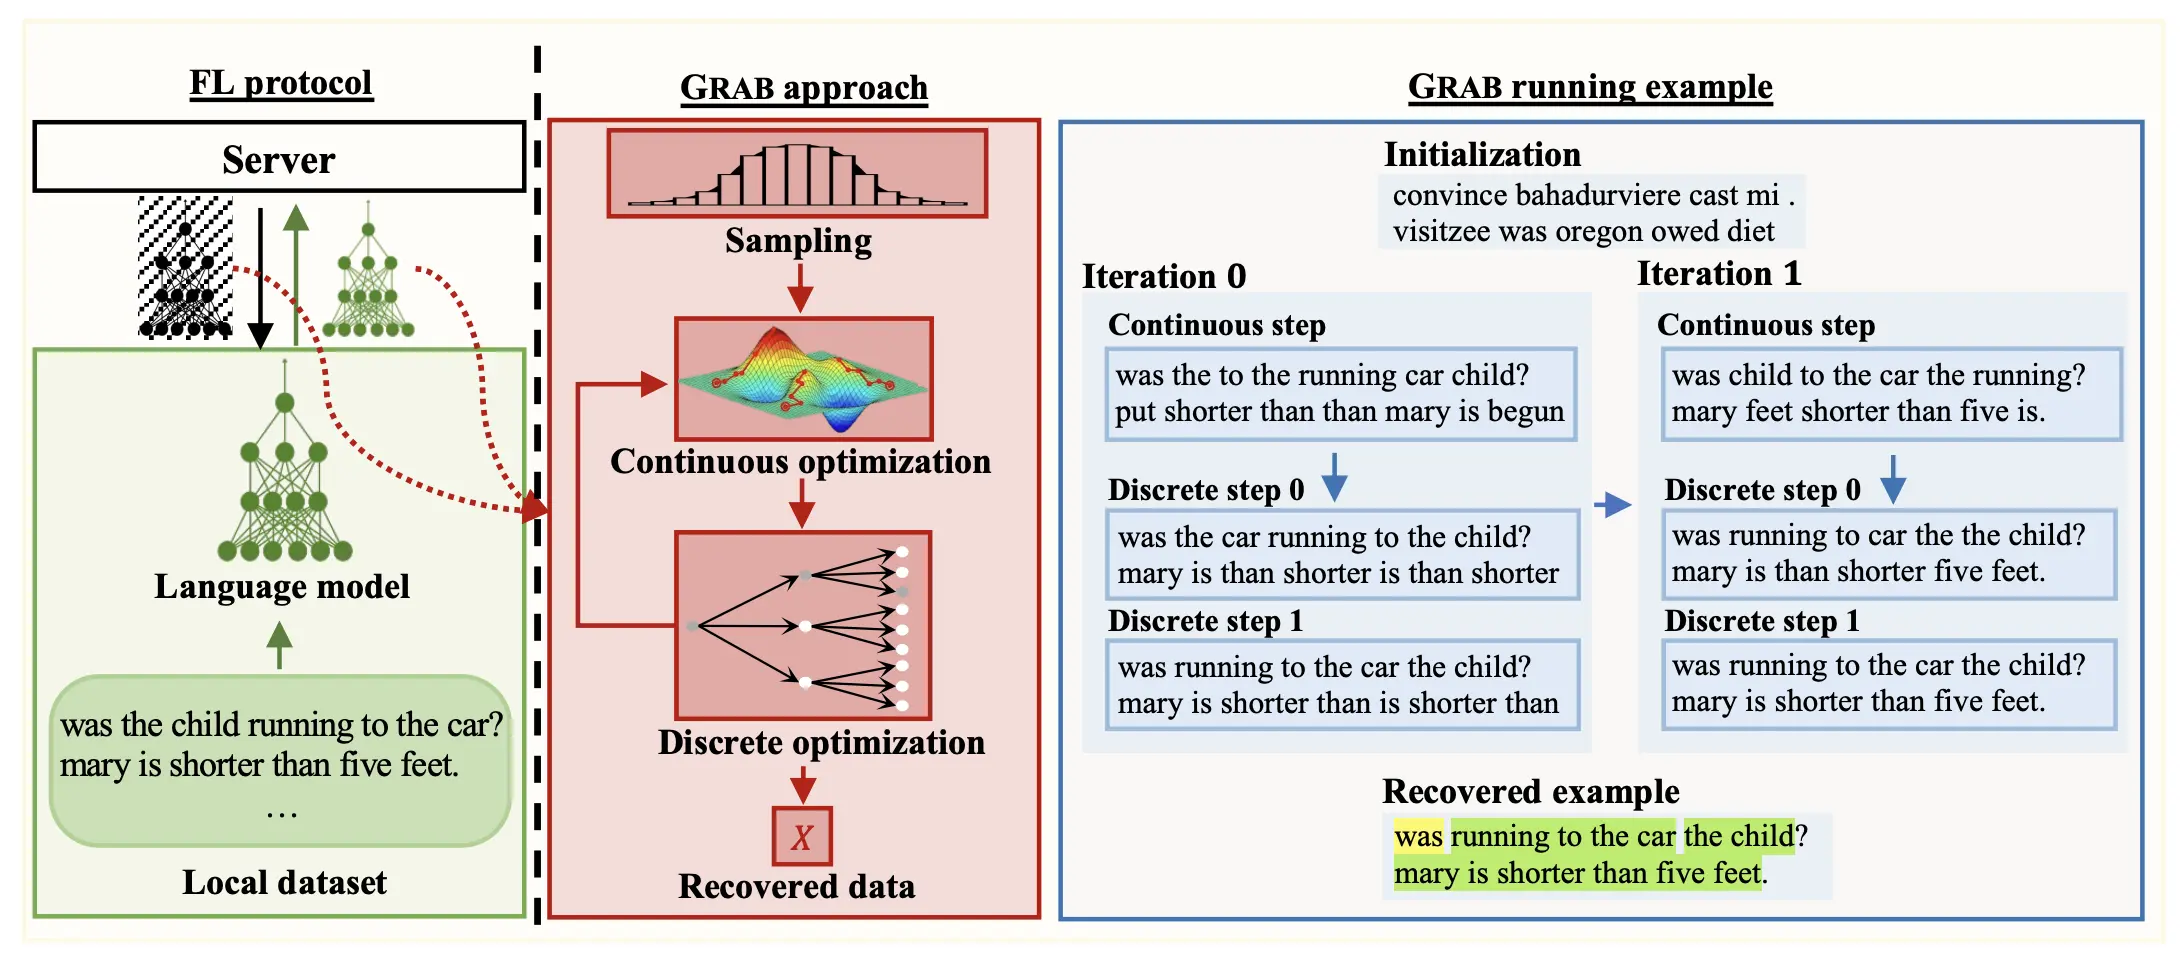 FL protocol
Server
Language model
was the child running to the car?
mary is shorter than five feet.
...
Local dataset
GRAB approach
Sampling
Continuous optimization
Discrete optimization
X
Recovered data
GRAB running example
Initialization
convince bahadurviere cast mi .
visitzee was oregon owed diet
Iteration 0
Continuous step
was the to the running car child?
put shorter than than mary is begun
Discrete step 0
was the car running to the child?
mary is than shorter is than shorter
Discrete step 1
was running to the car the child?
mary is shorter than is shorter than
Iteration 1
Continuous step
was child to the car the running?
mary feet shorter than five is.
Discrete step 0
was running to car the the child?
mary is than shorter five feet.
Discrete step 1
was running to the car the child?
mary is shorter than five feet.
Recovered example
was running to the car the child?
mary is shorter than five feet.